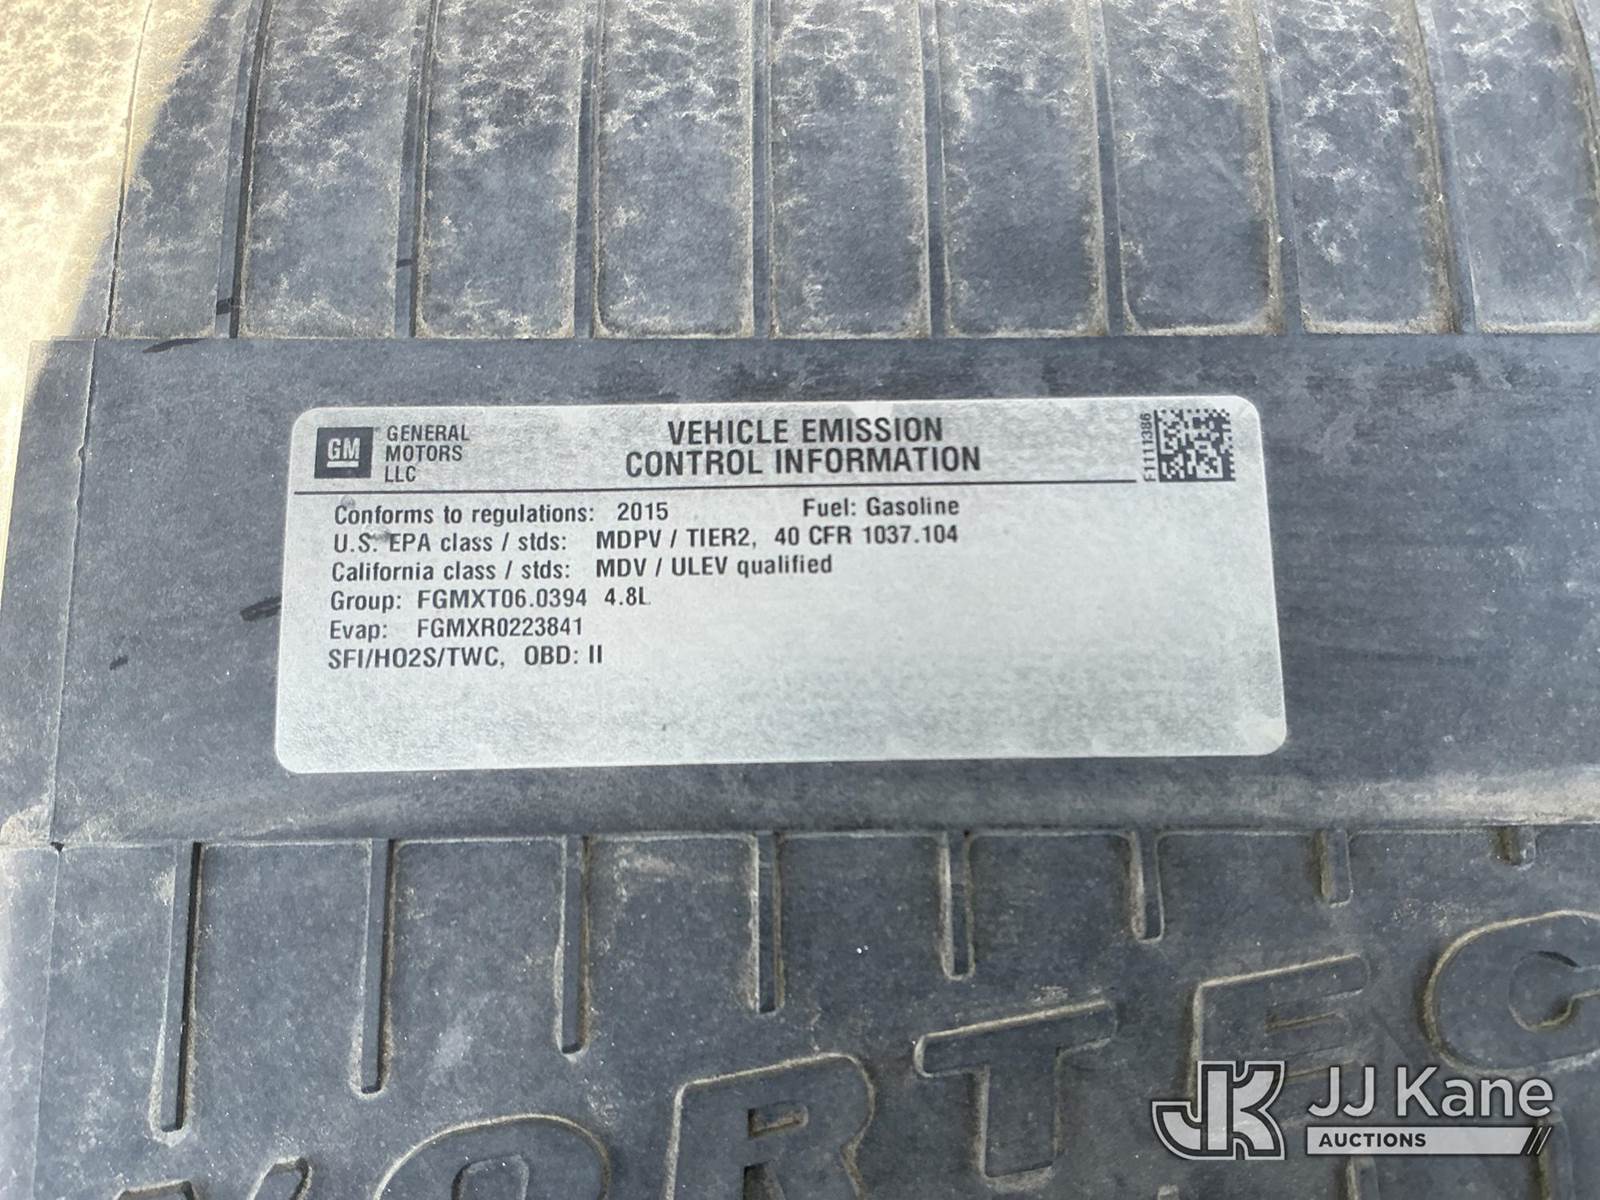 GM
GENERAL
MOTORS
LLC
VEHICLE EMISSION
CONTROL INFORMATION
F1111386
Conforms to regulations: 2015 Fuel: Gasoline
U.S. EPA class / stds: MDPV / TIER2, 40 CFR 1037.104
California class / stds: MDV / ULEV qualified
Group: FGMXT06.0394 4.8L
Evap: FGMXR0223841
SFI/HO2S/TWC, OBD: II
VORTEC
JK JJ Kane
AUCTIONS